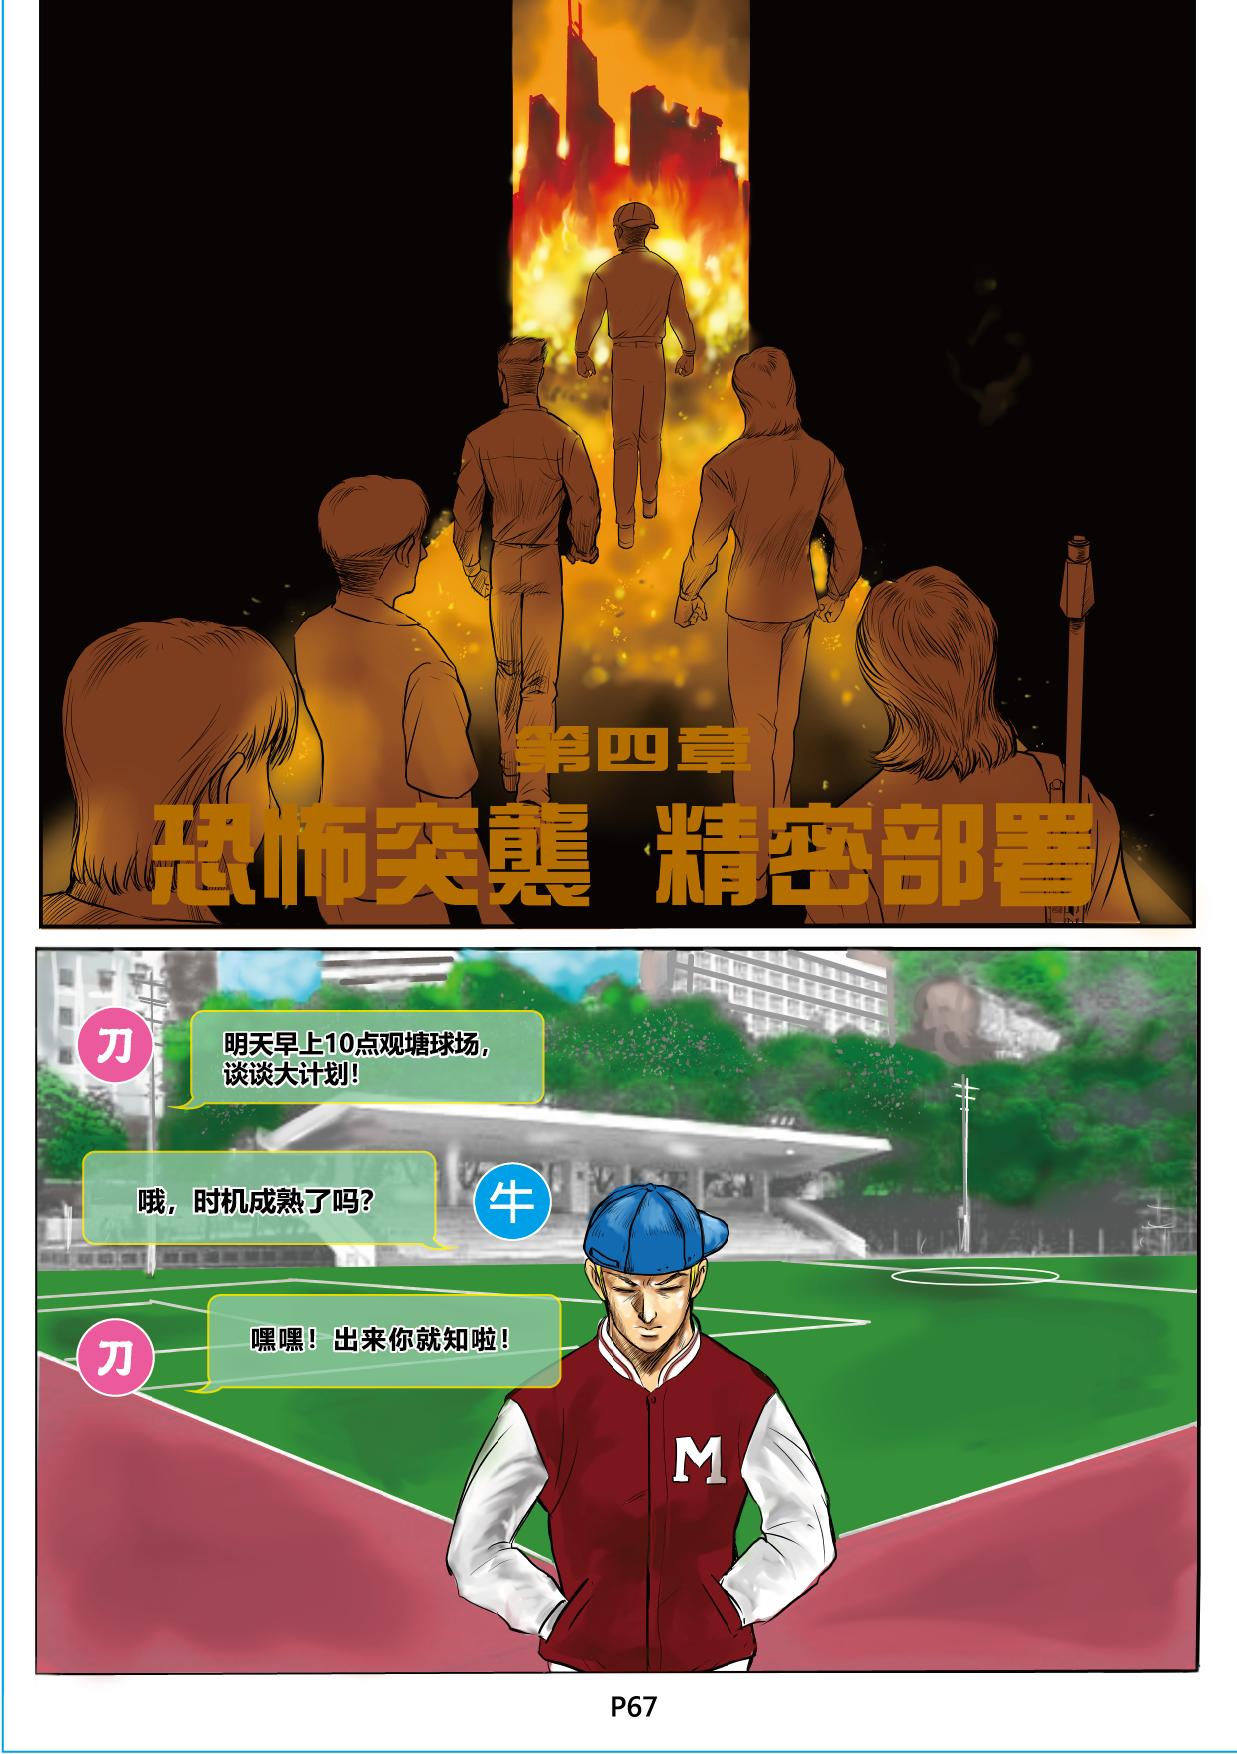 第四章
恐怖突襲 精密部署
刀
明天早上10点观塘球场，
谈谈大计划！
哦，时机成熟了吗？
牛
刀
嘿嘿！出来你就知啦！
M
P67